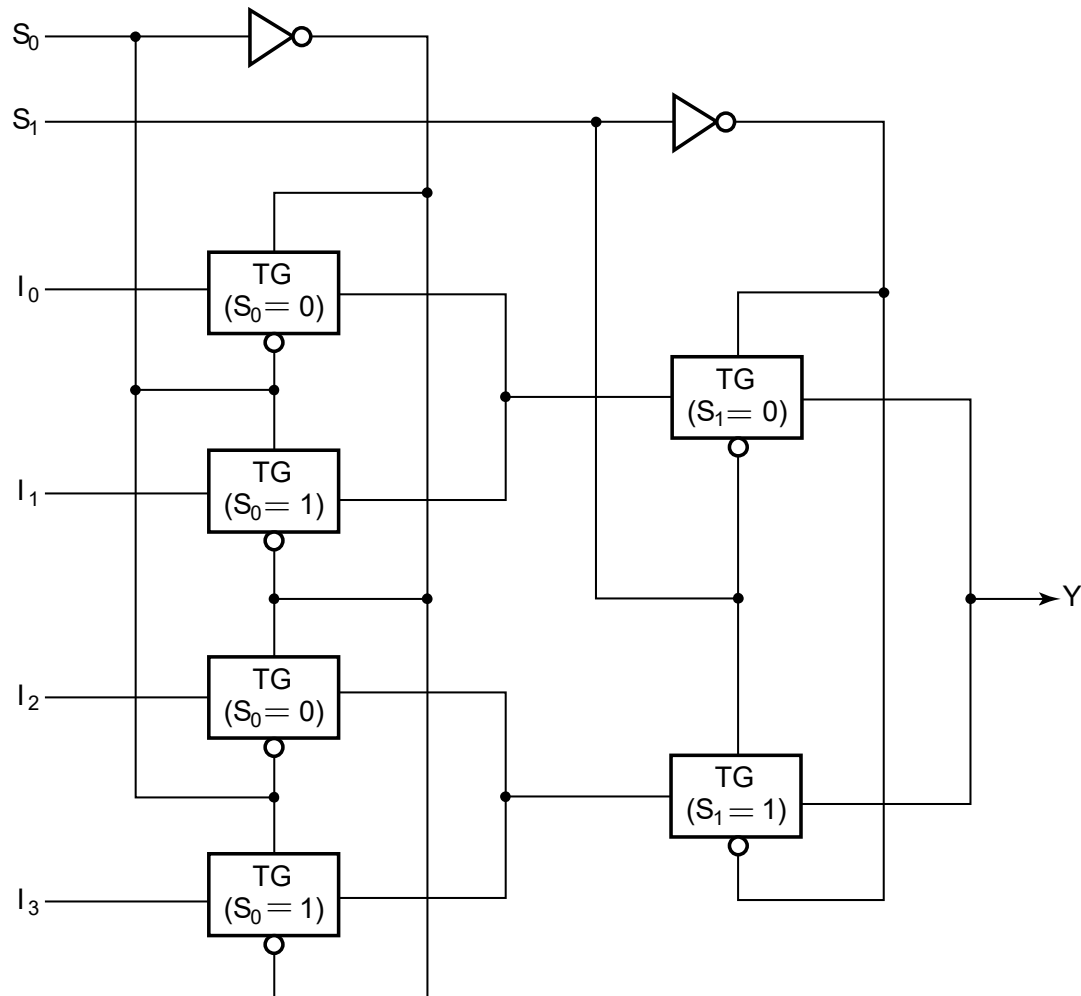 S₀
S₁
TG
(S₀ = 0)
I₀
TG
(S₁ = 0)
TG
(S₀ = 1)
I₁
Y
TG
(S₀ = 0)
I₂
TG
(S₁ = 1)
TG
(S₀ = 1)
I₃